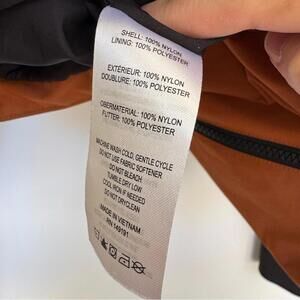 SHELL: 100% NYLON
LINING: 100% POLYESTER
EXTÉRIEUR: 100% NYLON
DOUBLURE: 100% POLYESTER
OBERMATERIAL: 100% NYLON
FUTTER: 100% POLYESTER
MACHINE WASH COLD, GENTLE CYCLE
DO NOT USE FABRIC SOFTENER
DO NOT BLEACH
TUMBLE DRY LOW
COOL IRON IF NEEDED
DO NOT DRYCLEAN
MADE IN VIETNAM
RN 149191